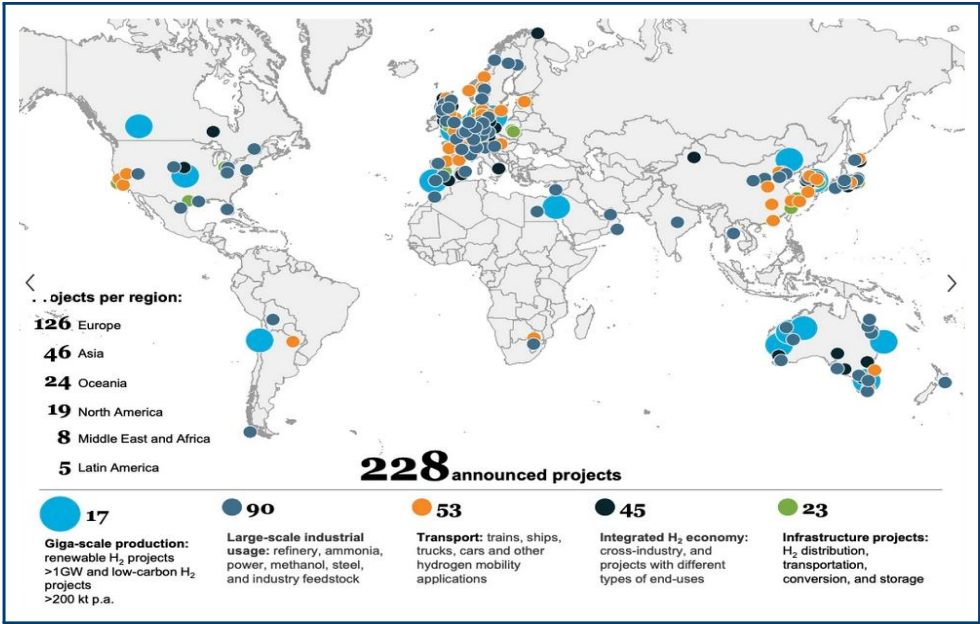 ojects per region:
126 Europe
46 Asia
24 Oceania
19 North America
8 Middle East and Africa
5 Latin America
228 announced projects
17
Giga-scale production:
renewable H₂ projects
>1GW and low-carbon H₂
projects
>200 kt p.a.
90
Large-scale industrial
usage: refinery, ammonia,
power, methanol, steel,
and industry feedstock
53
Transport: trains, ships,
trucks, cars and other
hydrogen mobility
applications
45
Integrated H₂ economy:
cross-industry, and
projects with different
types of end-uses
23
Infrastructure projects:
H₂ distribution,
transportation,
conversion, and storage